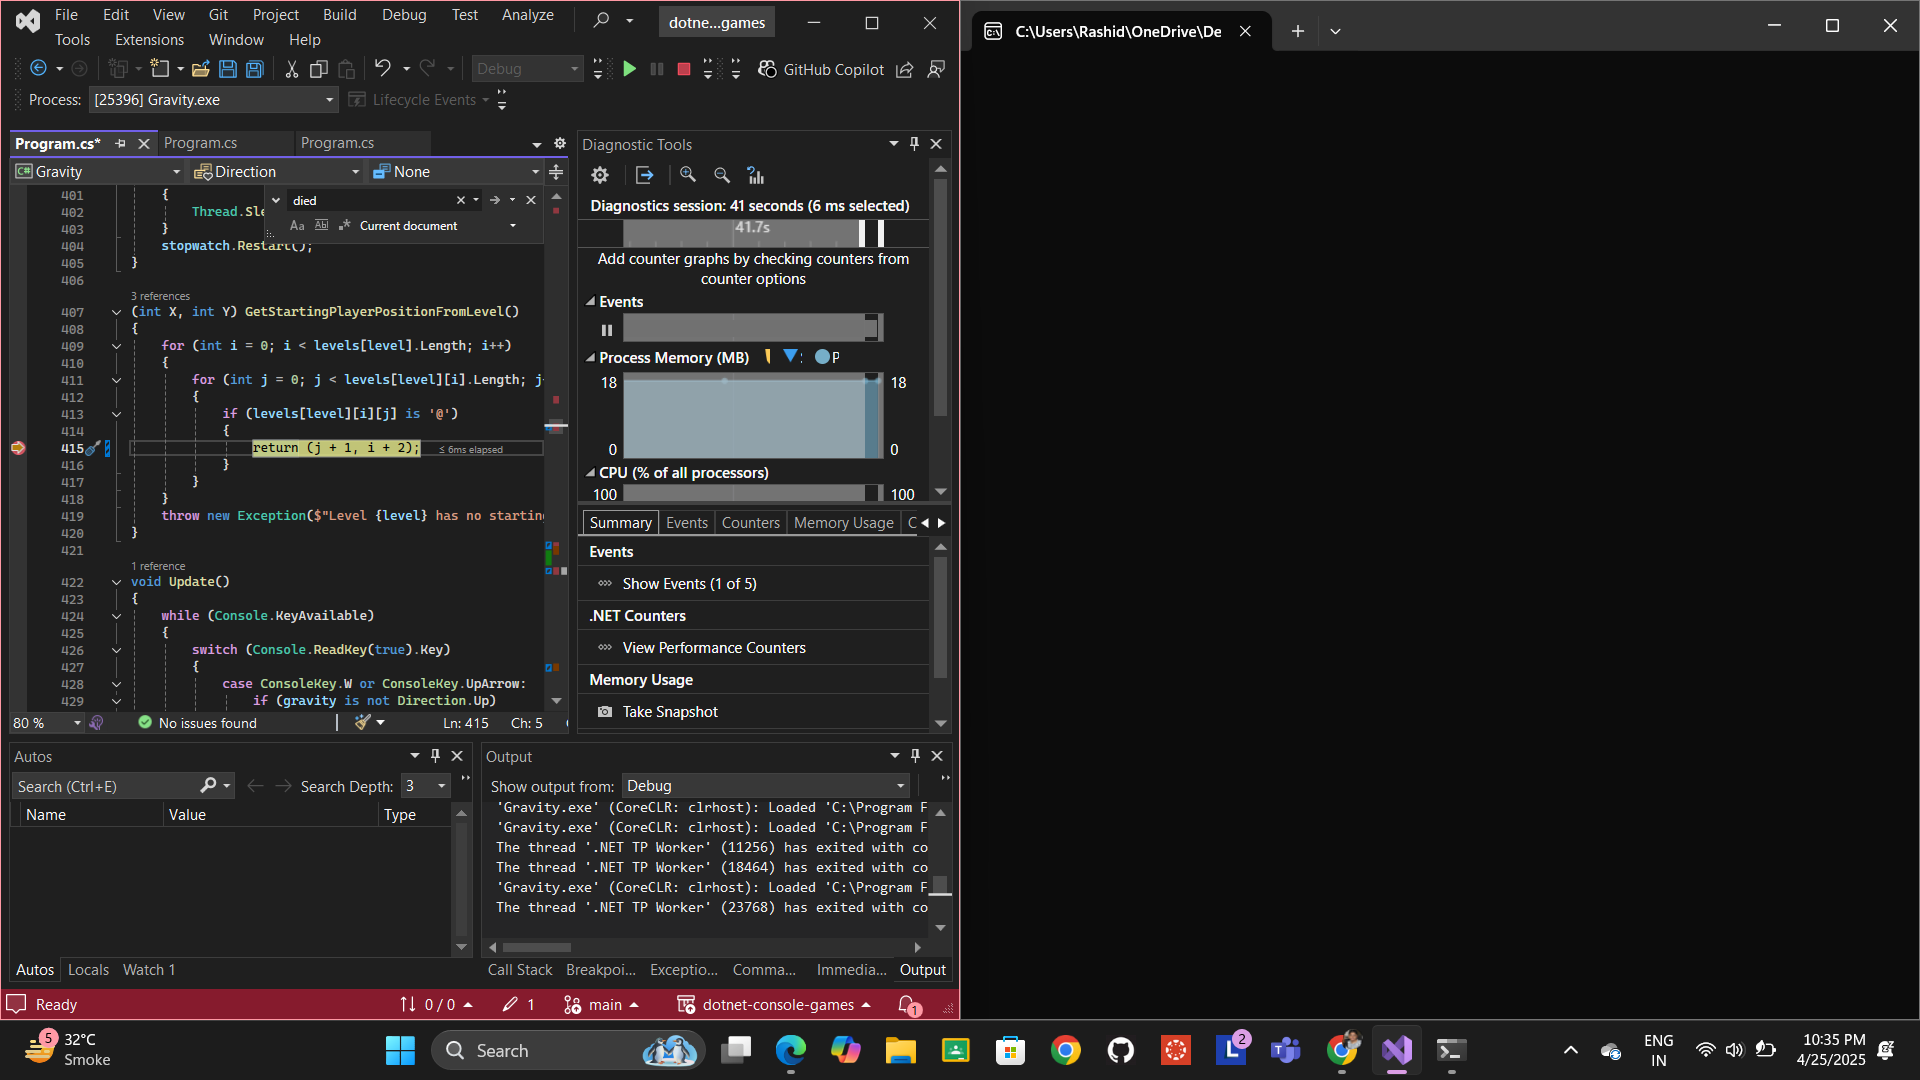 File Edit View Git Project Build Debug Test Analyze
dotne...games
Tools Extensions Window Help
Debug
GitHub Copilot
Process: [25396] Gravity.exe
Lifecycle Events
Program.cs*
Program.cs
Program.cs
Gravity
Direction
None
died
Aa
Current document
401 {
402 Thread.Sle
403 }
404 stopwatch.Restart();
405 }
406
3 references
407 (int X, int Y) GetStartingPlayerPositionFromLevel()
408 {
409 for (int i = 0; i < levels[level].Length; i++)
410 {
411 for (int j = 0; j < levels[level][i].Length; j
412 {
413 if (levels[level][i][j] is '@')
414 {
415 return (j + 1, i + 2); ≤ 6ms elapsed
416 }
417 }
418 }
419 throw new Exception($"Level {level} has no starting
420 }
421
1 reference
422 void Update()
423 {
424 while (Console.KeyAvailable)
425 {
426 switch (Console.ReadKey(true).Key)
427 {
428 case ConsoleKey.W or ConsoleKey.UpArrow:
429 if (gravity is not Direction.Up)
80 %
No issues found
Ln: 415 Ch: 5
Diagnostic Tools
Diagnostics session: 41 seconds (6 ms selected)
41.7s
Add counter graphs by checking counters from
counter options
Events
Process Memory (MB)
P
18 18
0 0
CPU (% of all processors)
100 100
Summary Events Counters Memory Usage C
Events
Show Events (1 of 5)
.NET Counters
View Performance Counters
Memory Usage
Take Snapshot
Autos
Search (Ctrl+E)
Search Depth: 3
Name Value Type
Autos Locals Watch 1
Output
Show output from: Debug
'Gravity.exe' (CoreCLR: clrhost): Loaded 'C:\Program F
'Gravity.exe' (CoreCLR: clrhost): Loaded 'C:\Program F
The thread '.NET TP Worker' (11256) has exited with co
The thread '.NET TP Worker' (18464) has exited with co
'Gravity.exe' (CoreCLR: clrhost): Loaded 'C:\Program F
The thread '.NET TP Worker' (23768) has exited with co
Call Stack Breakpoi... Exceptio... Comma... Immedia... Output
Ready
0 / 0
1
main
dotnet-console-games
1
C:\Users\Rashid\OneDrive\De
5
32°C
Smoke
Search
2
ENG
IN
10:35 PM
4/25/2025